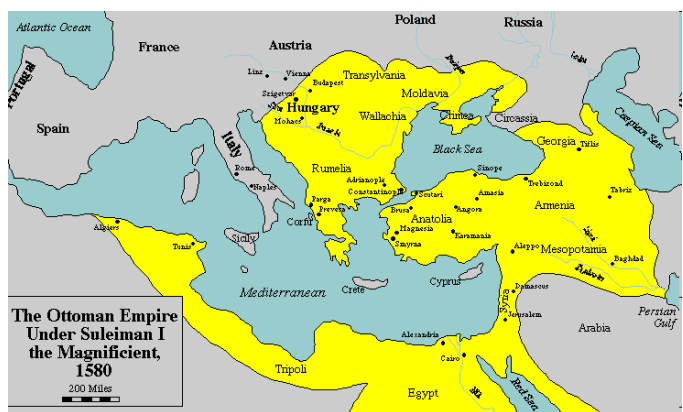 Atlantic Ocean
Portugal
Spain
France
Austria
Poland
Russia
Linz
Vienna
Budapest
Szigetvar
Hungary
Mohacs
Transylvania
Moldavia
Wallachia
Crimea
Circassia
Caspian Sea
Georgia
Tiflis
Black Sea
Italy
Rome
Naples
Rumelia
Adrianople
Constantinople
Scutari
Sinope
Trebizond
Amasia
Tabriz
Armenia
Parga
Preveza
Corfu
Brusa
Anatolia
Angora
Magnesia
Karamania
Smyrna
Algiers
Tunis
Sicily
Aleppo
Mesopotamia
Baghdad
Mediterranean
Crete
Cyprus
Syria
Damascus
Jerusalem
Persian
Gulf
Arabia
Alexandria
Cairo
Tripoli
Egypt
Red Sea
The Ottoman Empire
Under Suleiman I
the Magnificient,
1580
200 Miles